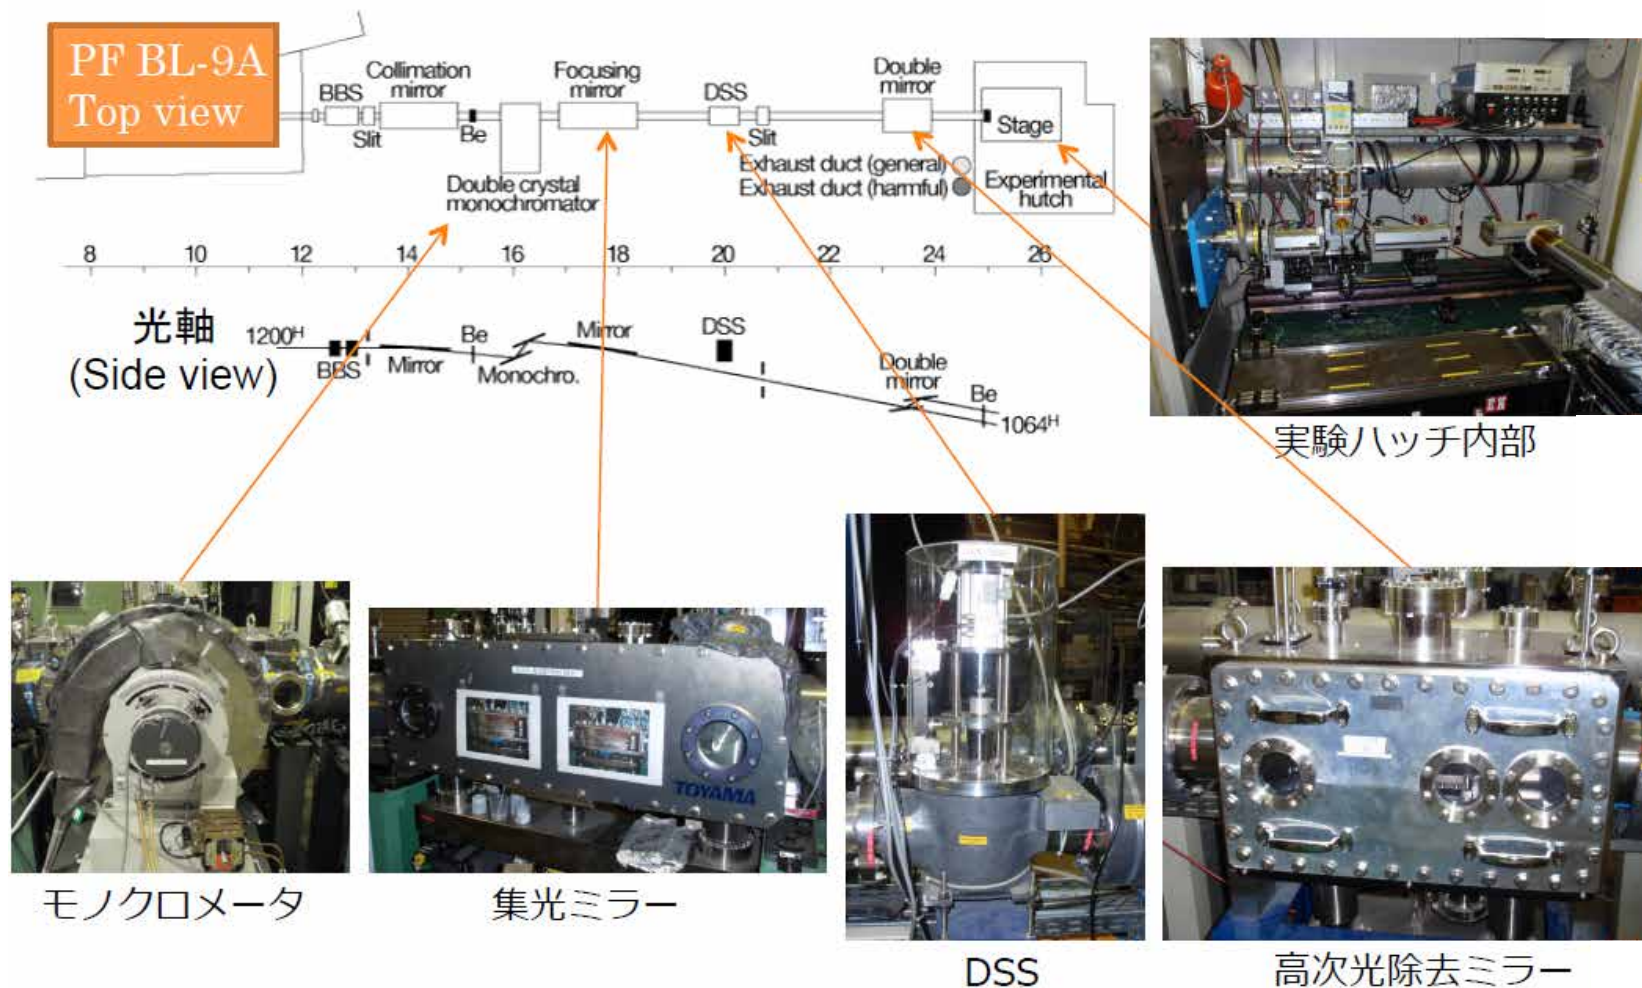 PF BL-9A
Top view
BBS
Slit
Collimation
mirror
Be
Double crystal
monochromator
Focusing
mirror
DSS
Slit
Double
mirror
Exhaust duct (general)
Exhaust duct (harmful)
Stage
Experimental
hutch
8 10 12 14 16 18 20 22 24 26
光軸
(Side view)
1200H
BBS
Mirror
Be
Monochro.
Mirror
DSS
Double
mirror
Be
1064H
実験ハッチ内部
TOYAMA
モノクロメータ
集光ミラー
DSS
高次光除去ミラー